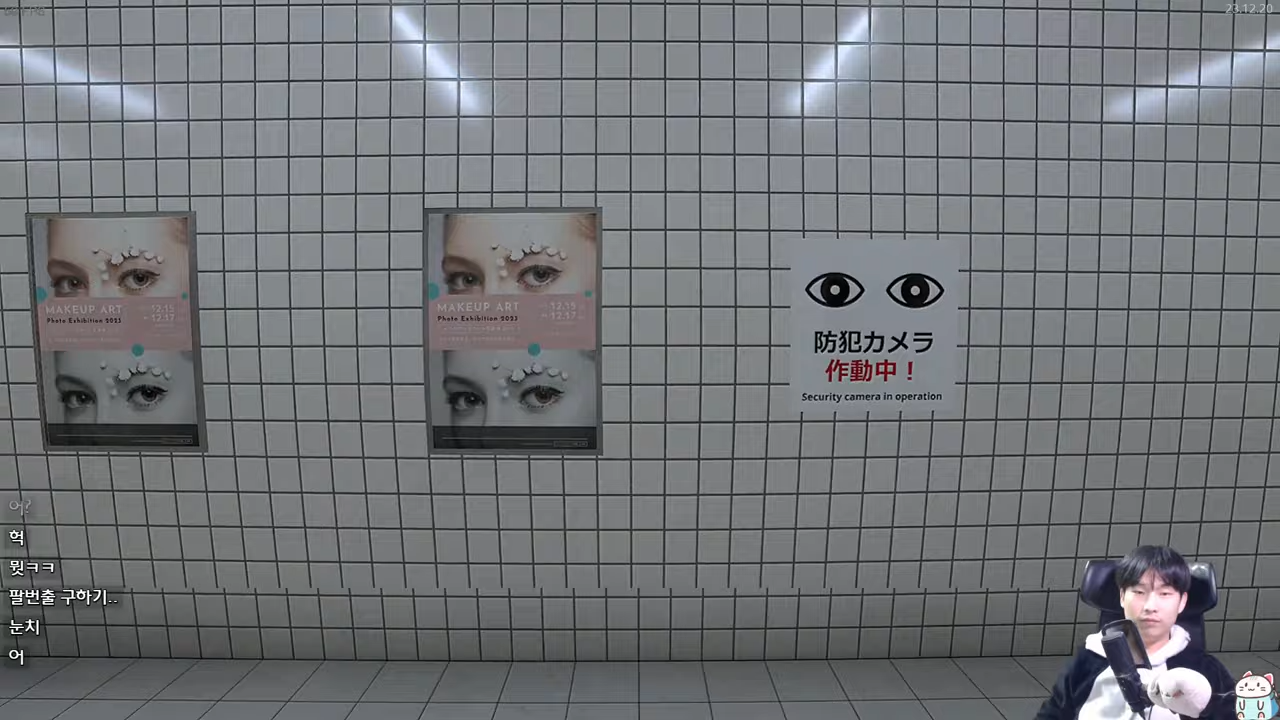 23.12.20
MAKEUP ART
Photo Exhibition 2023
12.15
12.17
MAKEUP ART
Photo Exhibition 2023
12.15
12.17
防犯カメラ
作動中！
Security camera in operation
어?
헉
뭣ㅋㅋ
팔번출 구하기..
눈치
어